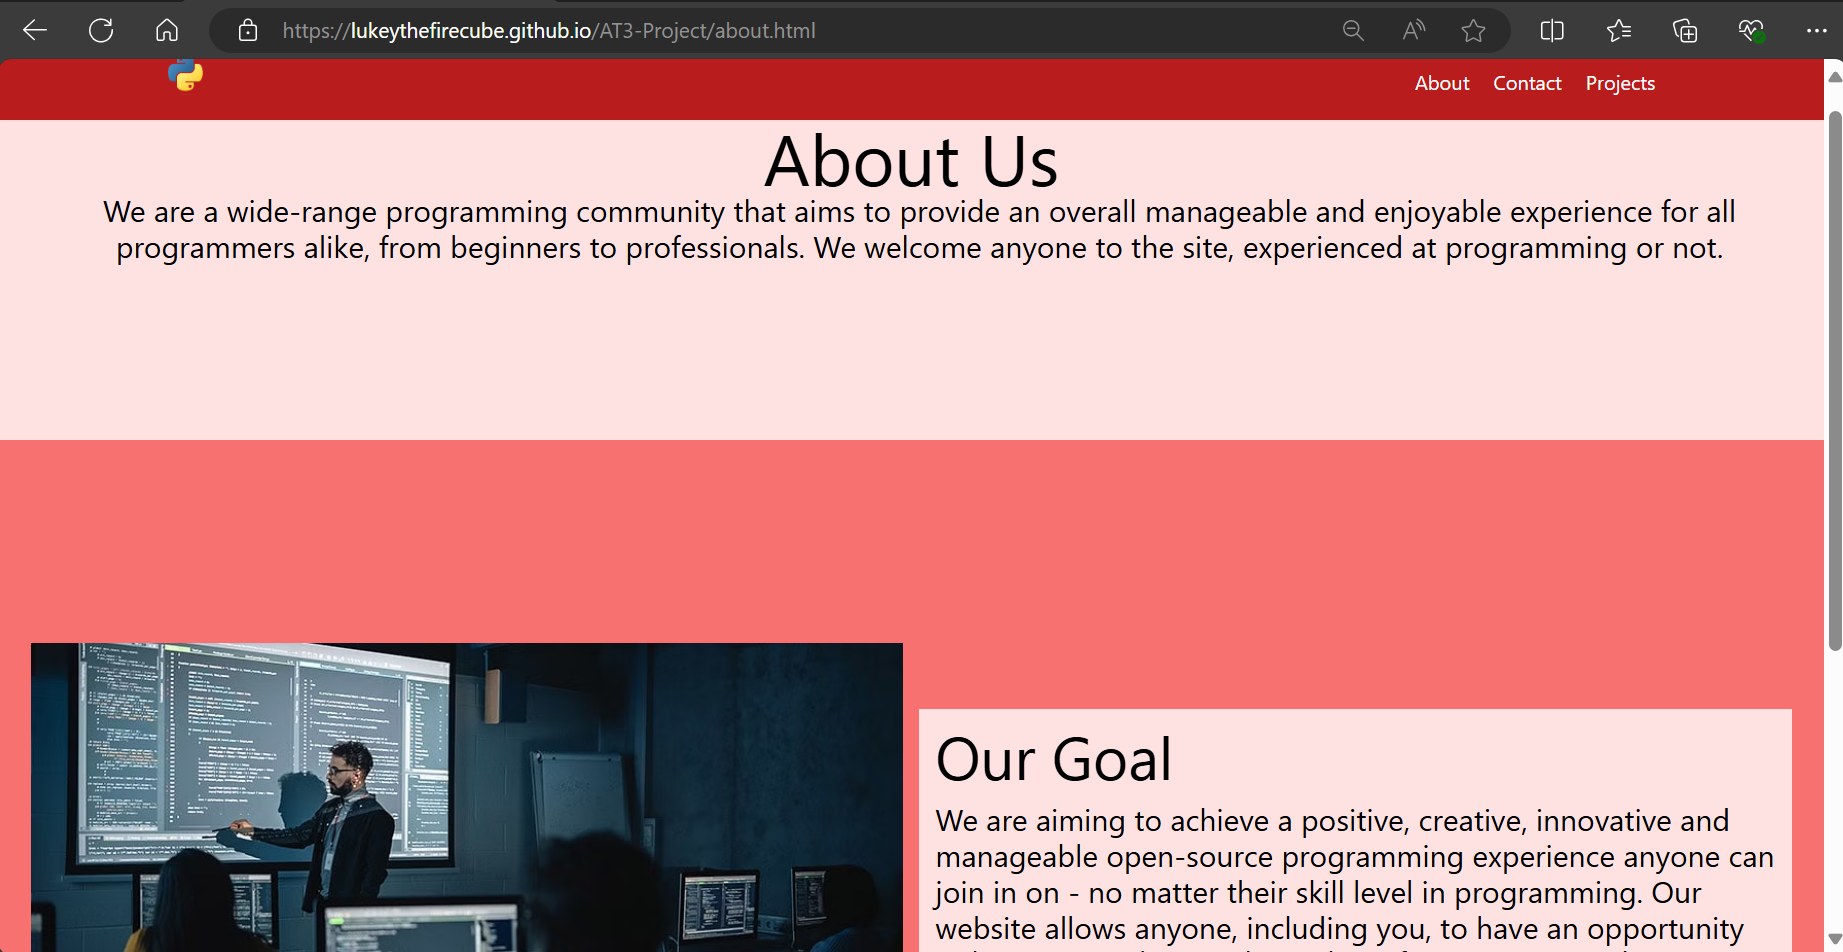 https://lukeythefirecube.github.io/AT3-Project/about.html
About Contact Projects
About Us
We are a wide-range programming community that aims to provide an overall manageable and enjoyable experience for all
programmers alike, from beginners to professionals. We welcome anyone to the site, experienced at programming or not.
Our Goal
We are aiming to achieve a positive, creative, innovative and
manageable open-source programming experience anyone can
join in on - no matter their skill level in programming. Our
website allows anyone, including you, to have an opportunity